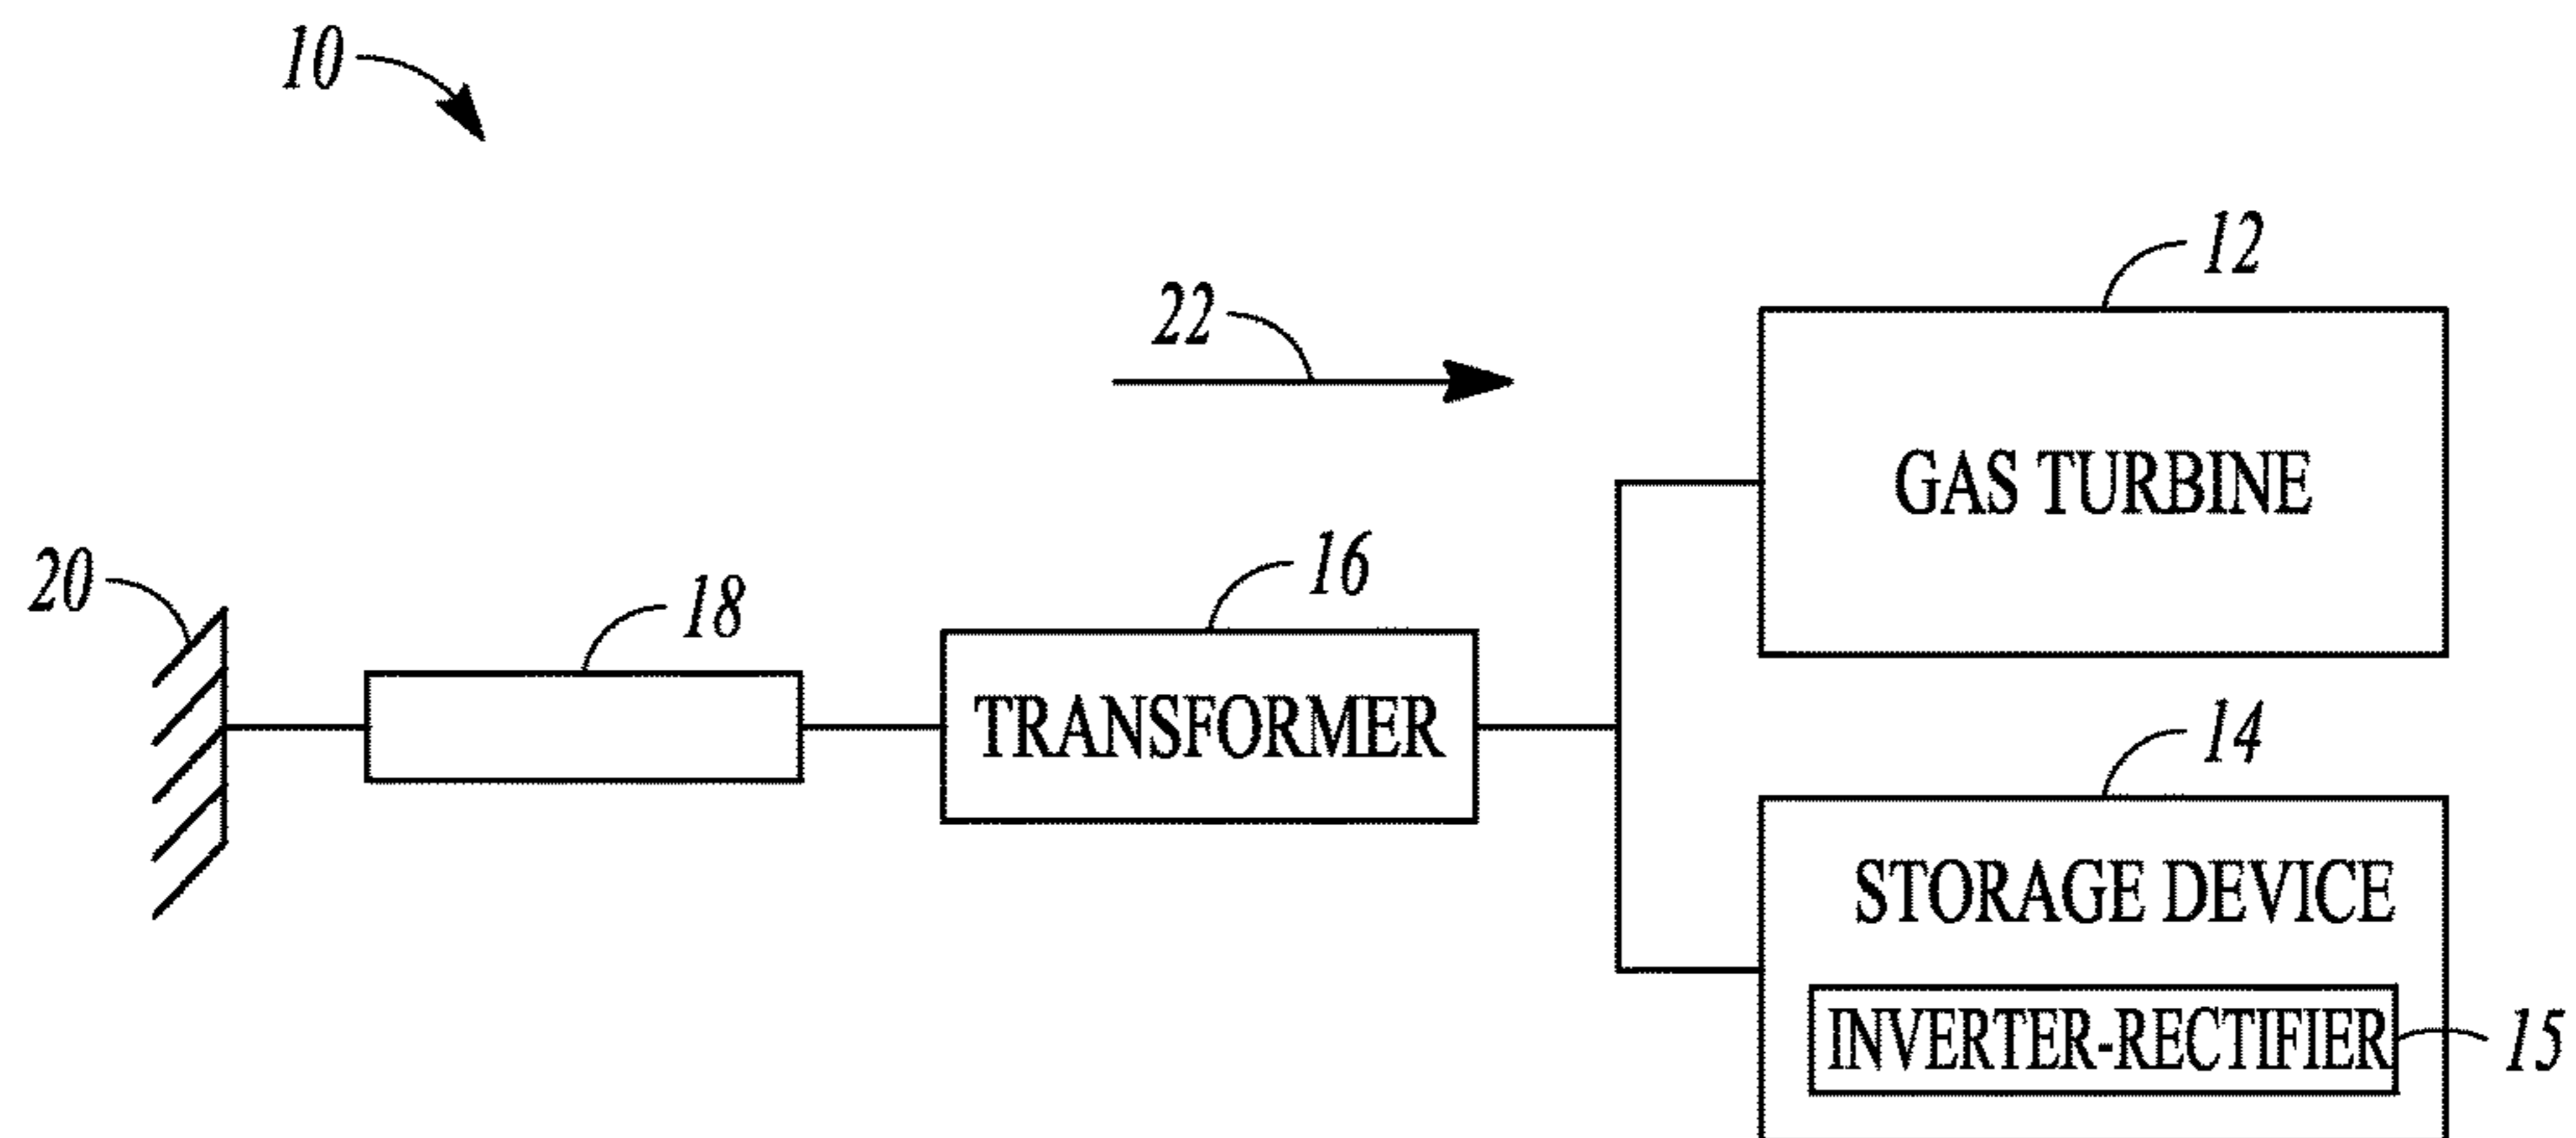 10
12
22
GAS TURBINE
16
20
18
TRANSFORMER
14
STORAGE DEVICE
INVERTER-RECTIFIER
15